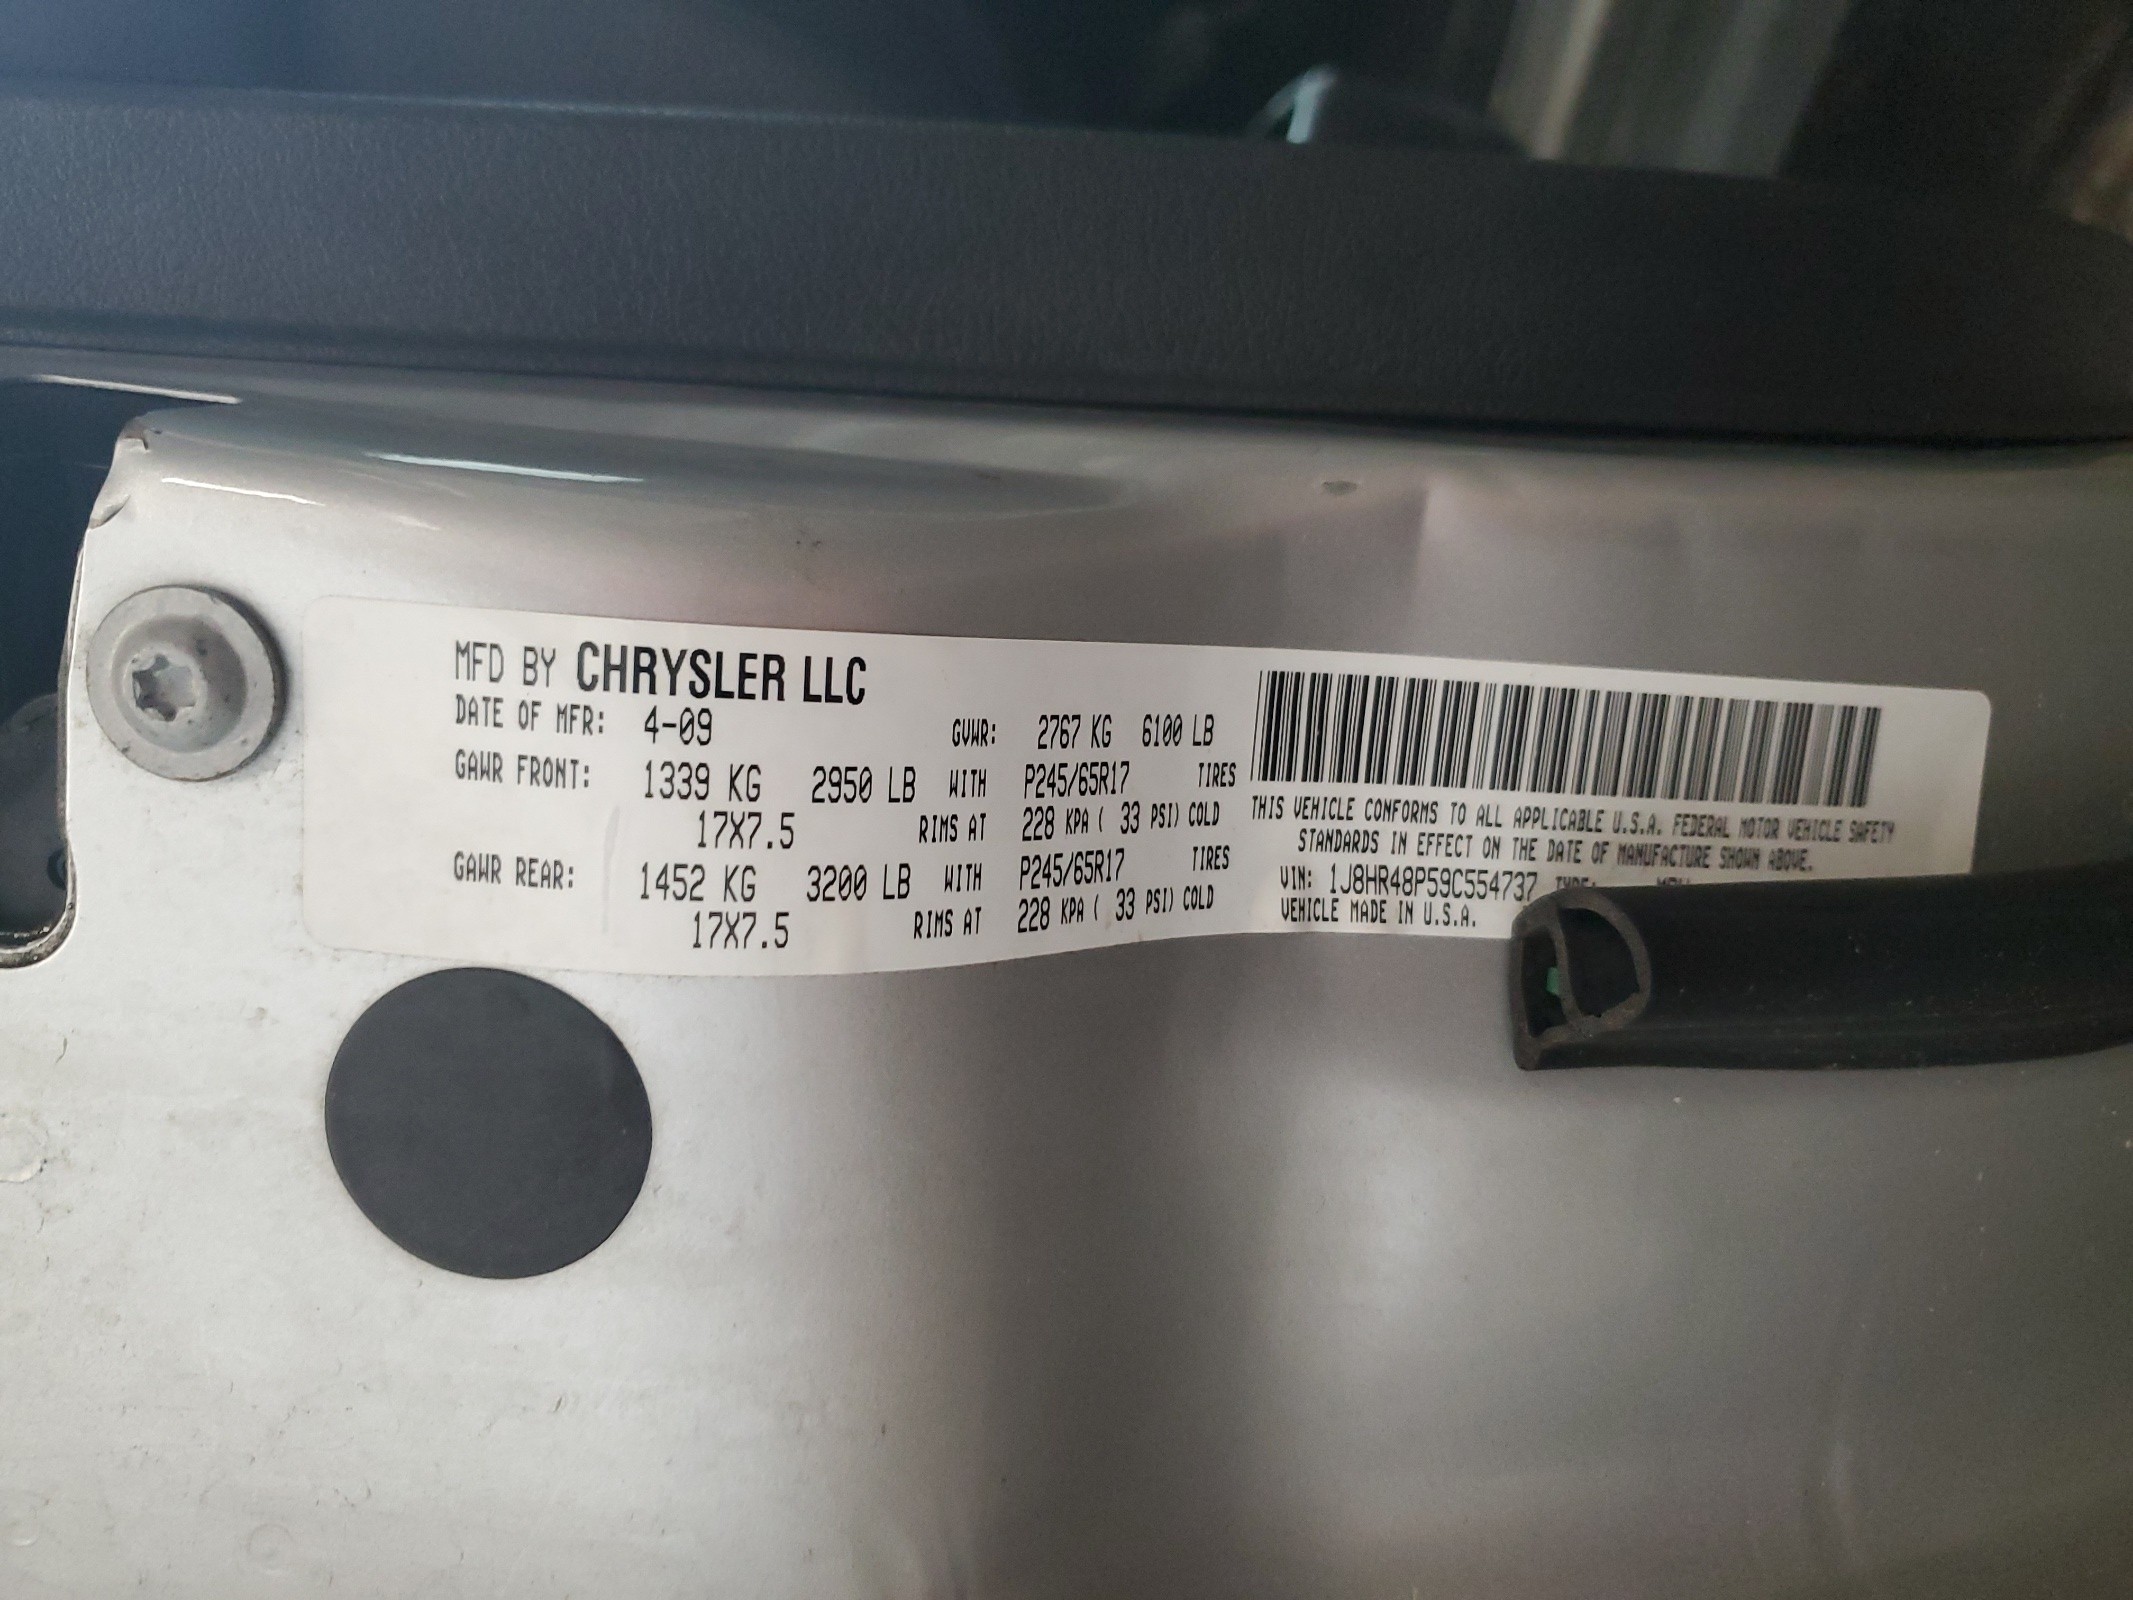 MFD BY CHRYSLER LLC
DATE OF MFR: 4-09 GVWR: 2767 KG 6100 LB
GAWR FRONT: 1339 KG 2950 LB WITH P245/65R17 TIRES
17X7.5 RIMS AT 228 KPA ( 33 PSI) COLD
GAWR REAR: 1452 KG 3200 LB WITH P245/65R17 TIRES
17X7.5 RIMS AT 228 KPA ( 33 PSI) COLD
THIS VEHICLE CONFORMS TO ALL APPLICABLE U.S.A. FEDERAL MOTOR VEHICLE SAFETY
STANDARDS IN EFFECT ON THE DATE OF MANUFACTURE SHOWN ABOVE.
VIN: 1J8HR48P59C554737
VEHICLE MADE IN U.S.A.